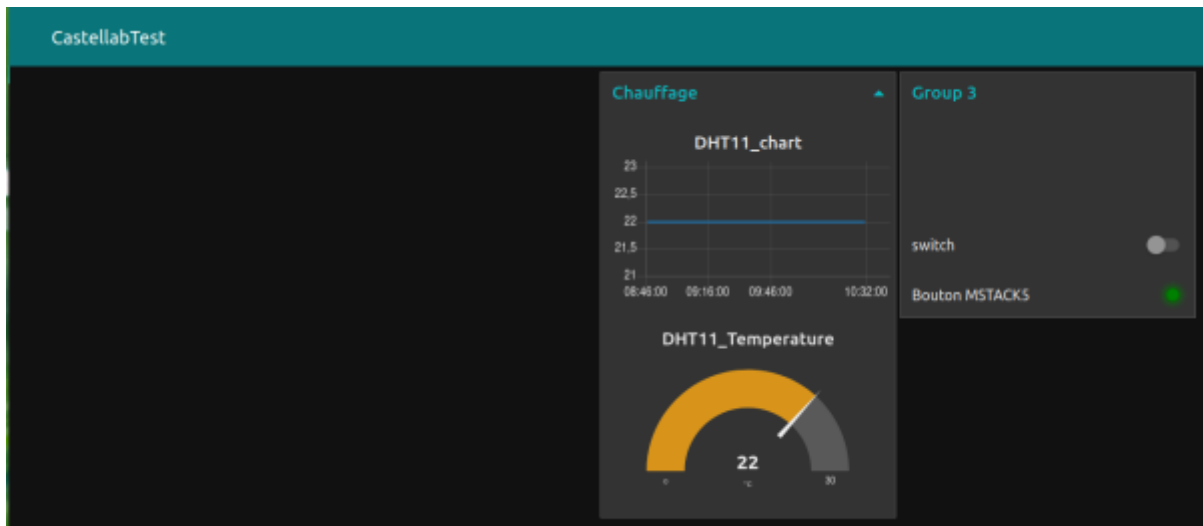 CastellabTest
Chauffage
DHT11_chart
23
22,5
22
21,5
21
08:46:00 09:16:00 09:46:00 10:32:00
DHT11_Temperature
22
°C
0 30
Group 3
switch
Bouton MSTACK5